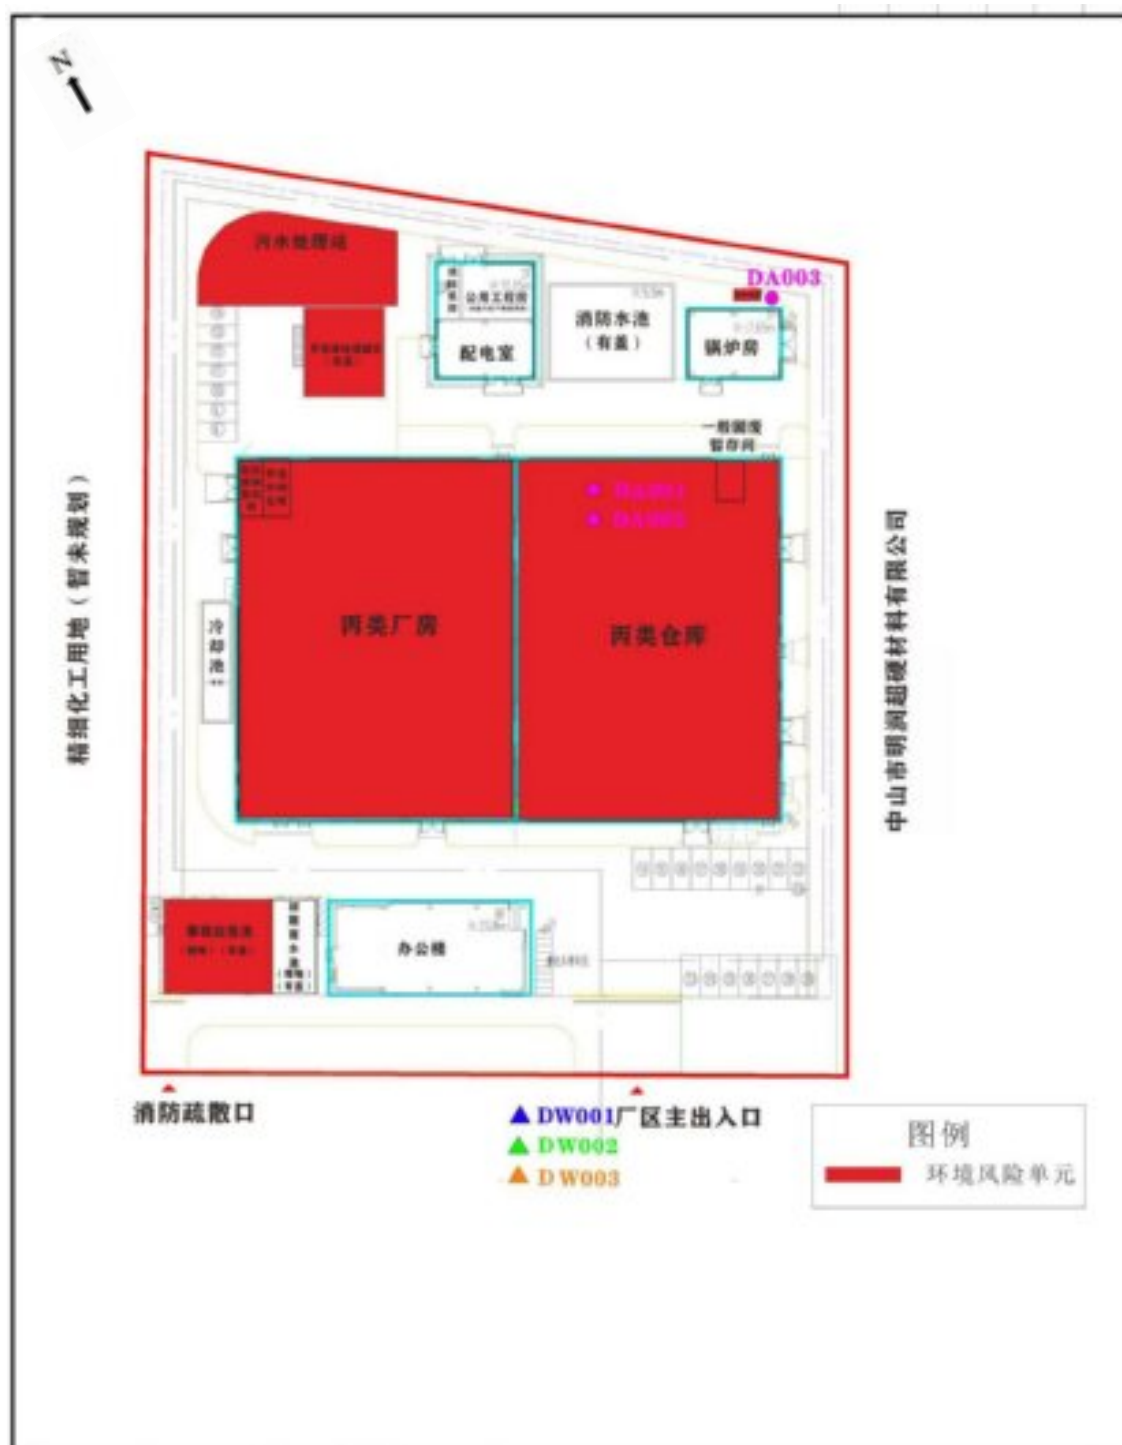 N
污水处理站
DA003
公用工程房
配电室
消防水池
（有盖）
锅炉房
一般固废
暂存间
DA001
DA002
精细化工用地（暂未规划）
冷却池
丙类厂房
丙类仓库
中山市明润超硬材料有限公司
办公楼
消防疏散口
DW001厂区主出入口
DW002
DW003
图例
环境风险单元